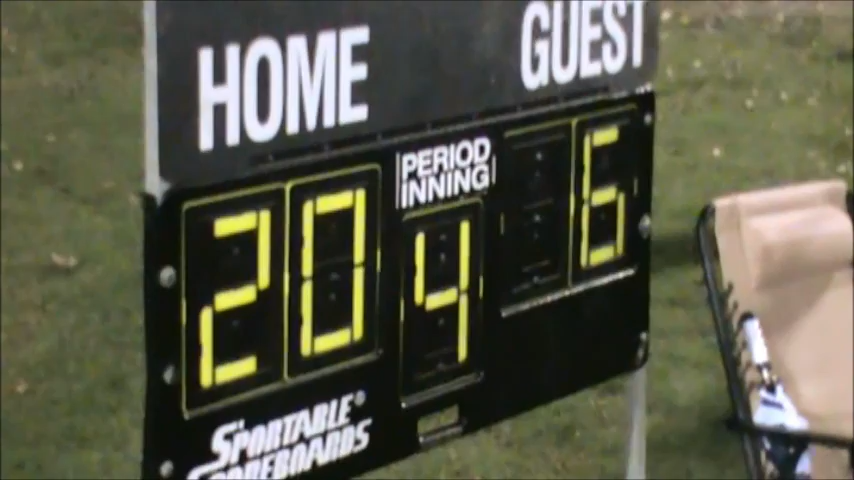 HOME GUEST
PERIOD
INNING
20 4 6
SPORTABLE®
SCOREBOARDS